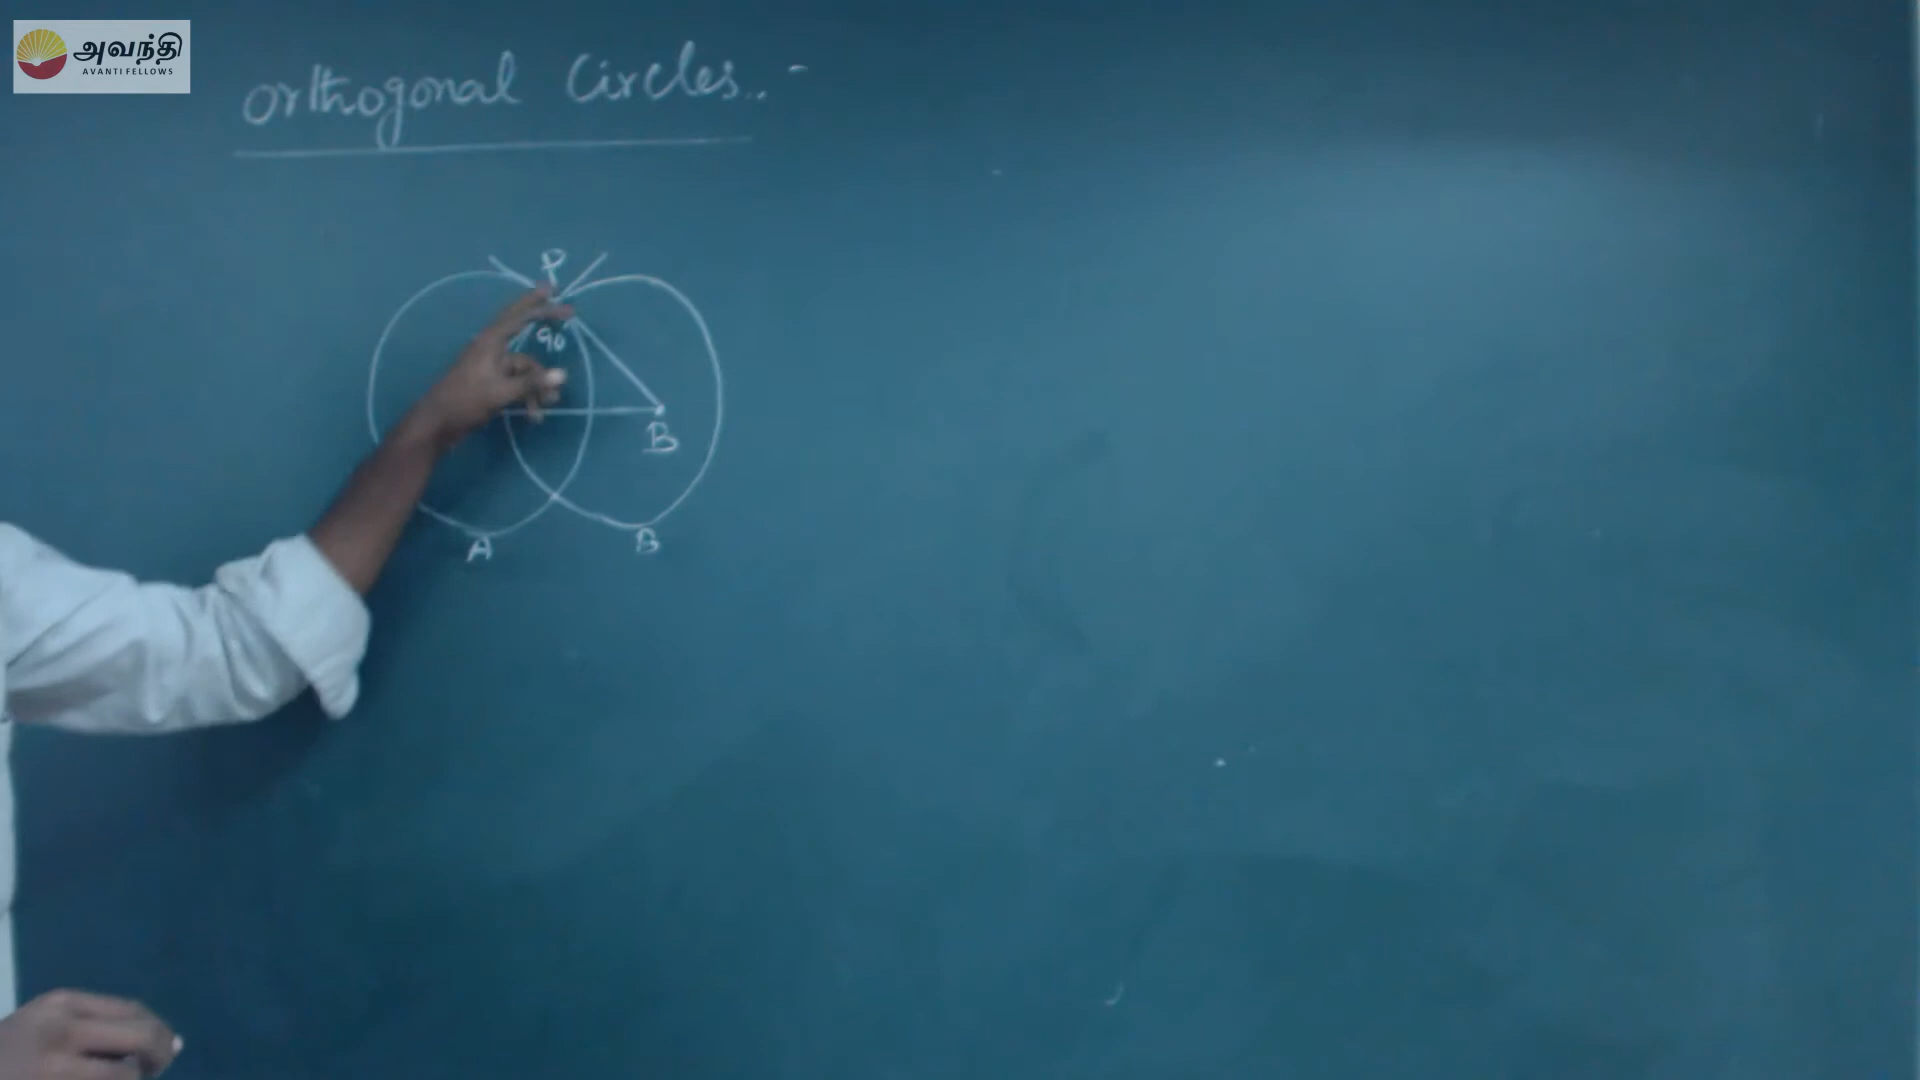 அவந்தி
AVANTI FELLOWS
Orthogonal Circles..-
P
90
B
A
B